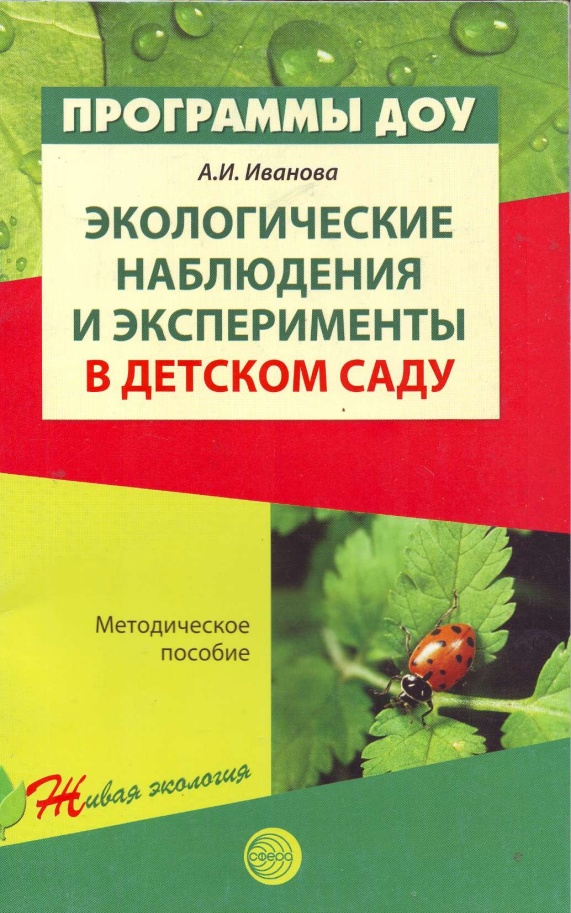 ПРОГРАММЫ ДОУ
А.И. Иванова
ЭКОЛОГИЧЕСКИЕ
НАБЛЮДЕНИЯ
И ЭКСПЕРИМЕНТЫ
В ДЕТСКОМ САДУ
Методическое
пособие
Живая экология
сфера